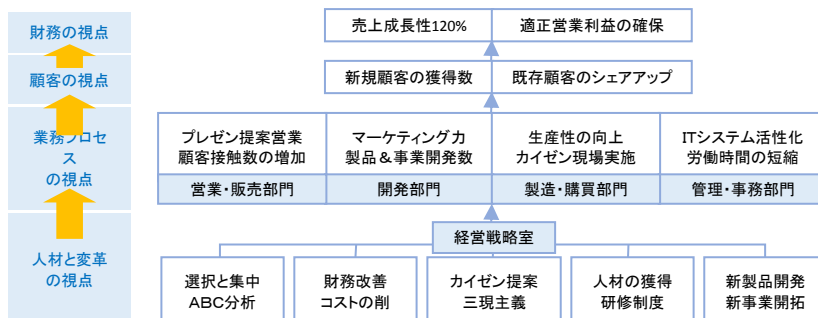 財務の視点
売上成長性120%
適正営業利益の確保
顧客の視点
新規顧客の獲得数
既存顧客のシェアアップ
業務プロセ
ス
の視点
プレゼン提案営業
顧客接触数の増加
マーケティング力
製品&事業開発数
生産性の向上
カイゼン現場実施
ITシステム活性化
労働時間の短縮
営業・販売部門
開発部門
製造・購買部門
管理・事務部門
人材と変革
の視点
経営戦略室
選択と集中
ABC分析
財務改善
コストの削
カイゼン提案
三現主義
人材の獲得
研修制度
新製品開発
新事業開拓